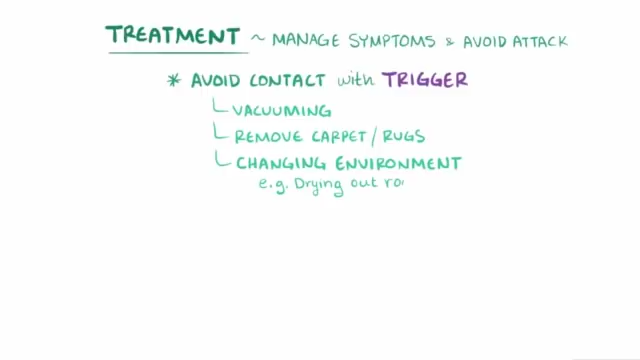 TREATMENT ~ MANAGE SYMPTOMS & AVOID ATTACK
* AVOID CONTACT with TRIGGER
VACUUMING
REMOVE CARPET / RUGS
CHANGING ENVIRONMENT
e.g. Drying out ro